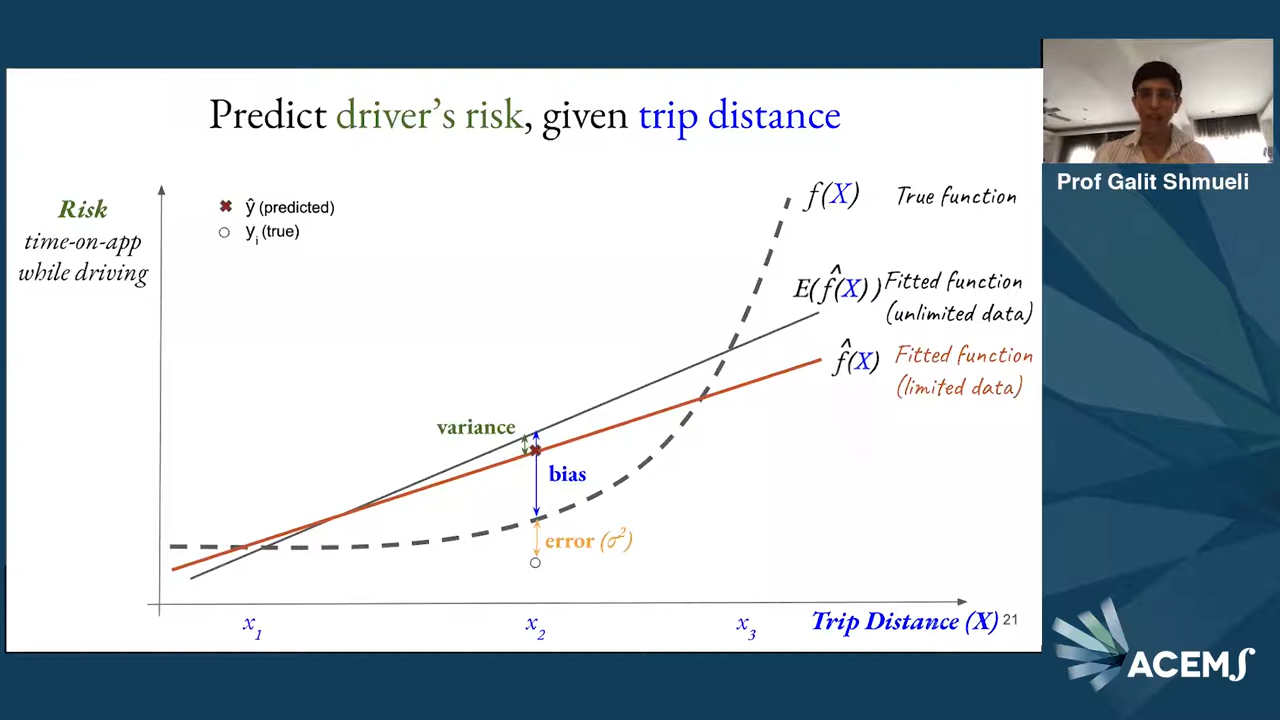 Predict driver's risk, given trip distance
Prof Galit Shmueli
Risk
time-on-app
while driving
ŷ (predicted)
yᵢ (true)
f(X) True function
E(f̂(X)) Fitted function
(unlimited data)
f̂(X) Fitted function
(limited data)
variance
bias
error (σ²)
x₁ x₂ x₃ Trip Distance (X) 21
ACEMS